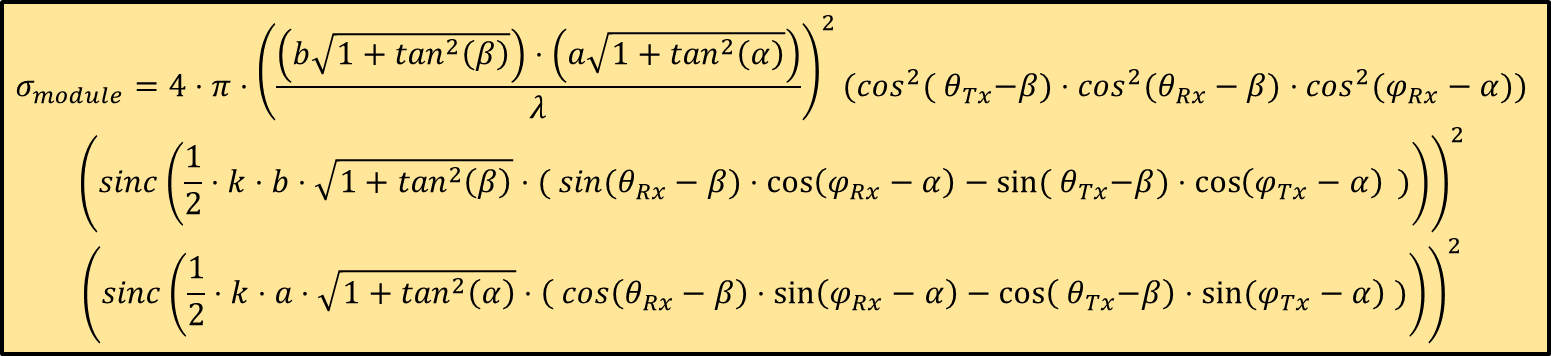 σ_module = 4 · π · ( ( (b√(1 + tan²(β))) · (a√(1 + tan²(α))) ) / λ )² (cos²( θ_Tx−β) · cos²(θ_Rx − β) · cos²(φ_Rx − α))
( sinc ( 1/2 · k · b · √(1 + tan²(β)) · ( sin(θ_Rx − β) · cos(φ_Rx − α) − sin( θ_Tx−β) · cos(φ_Tx − α) ) ) )²
( sinc ( 1/2 · k · a · √(1 + tan²(α)) · ( cos(θ_Rx − β) · sin(φ_Rx − α) − cos( θ_Tx−β) · sin(φ_Tx − α) ) ) )²